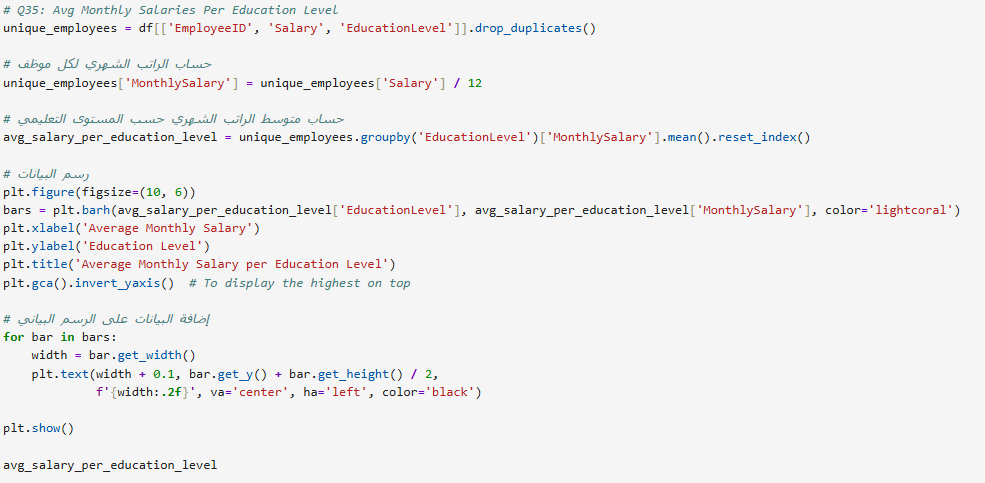 # Q35: Avg Monthly Salaries Per Education Level
unique_employees = df[['EmployeeID', 'Salary', 'EducationLevel']].drop_duplicates()
# حساب الراتب الشهري لكل موظف
unique_employees['MonthlySalary'] = unique_employees['Salary'] / 12
# حساب متوسط الراتب الشهري حسب المستوى التعليمي
avg_salary_per_education_level = unique_employees.groupby('EducationLevel')['MonthlySalary'].mean().reset_index()
# رسم البيانات
plt.figure(figsize=(10, 6))
bars = plt.barh(avg_salary_per_education_level['EducationLevel'], avg_salary_per_education_level['MonthlySalary'], color='lightcoral')
plt.xlabel('Average Monthly Salary')
plt.ylabel('Education Level')
plt.title('Average Monthly Salary per Education Level')
plt.gca().invert_yaxis()  # To display the highest on top
# إضافة البيانات على الرسم البياني
for bar in bars:
    width = bar.get_width()
    plt.text(width + 0.1, bar.get_y() + bar.get_height() / 2,
             f'{width:.2f}', va='center', ha='left', color='black')
plt.show()
avg_salary_per_education_level